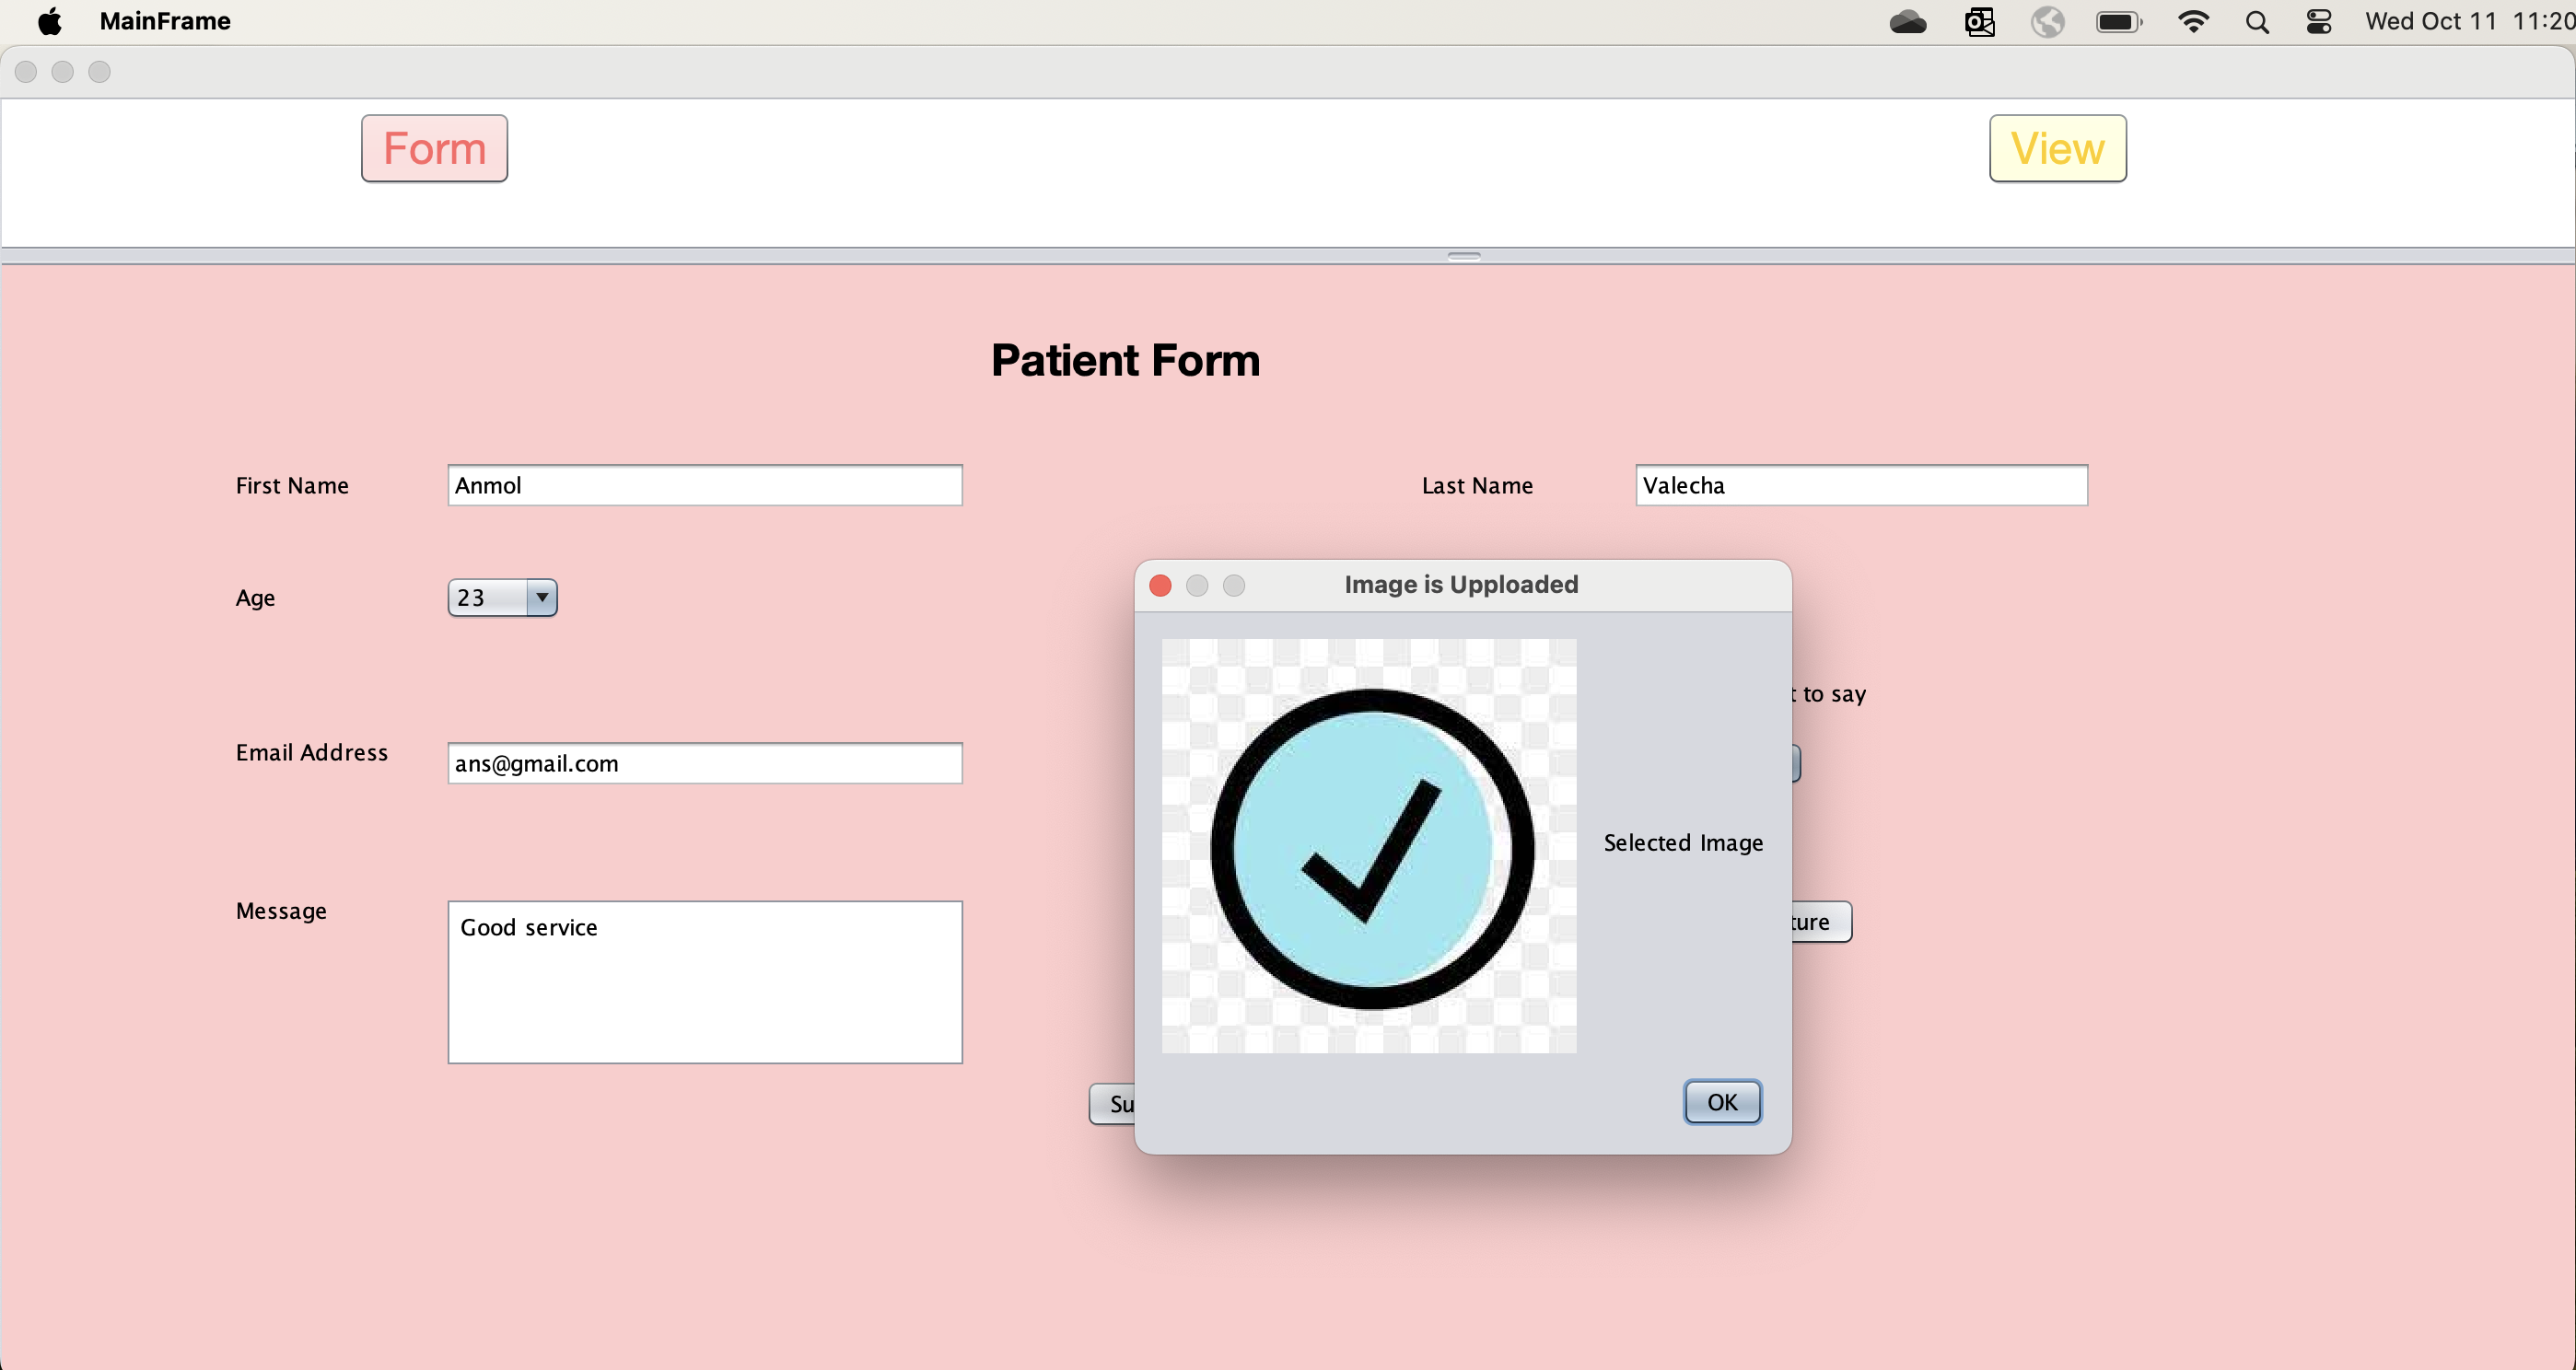 MainFrame
Wed Oct 11 11:20
Form
View
Patient Form
First Name
Anmol
Last Name
Valecha
Age
23
Image is Upploaded
t to say
Email Address
ans@gmail.com
Selected Image
Message
Good service
ture
Su
OK